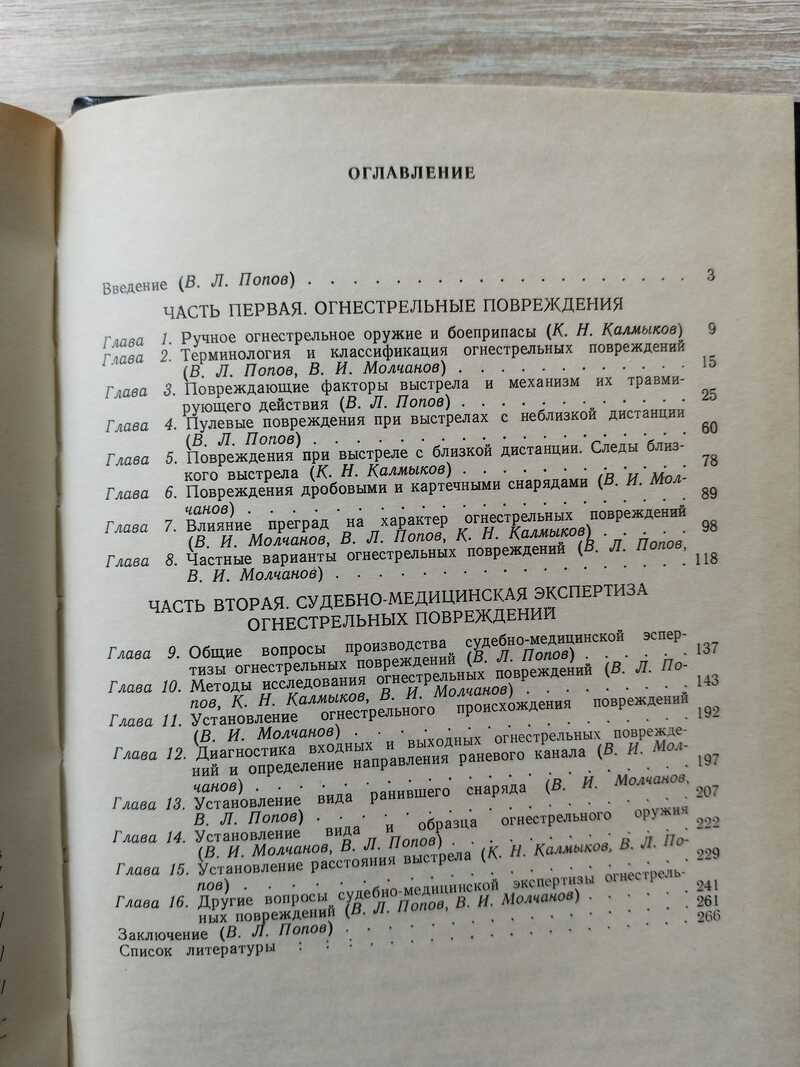 ОГЛАВЛЕНИЕ
Введение (В. Л. Попов) . . . . . . . . . . . . . . . . . . 3
ЧАСТЬ ПЕРВАЯ. ОГНЕСТРЕЛЬНЫЕ ПОВРЕЖДЕНИЯ
Глава 1. Ручное огнестрельное оружие и боеприпасы (К. Н. Калмыков) 9
Глава 2. Терминология и классификация огнестрельных повреждений
(В. Л. Попов, В. И. Молчанов) . . . . . . . . . . . 15
Глава 3. Повреждающие факторы выстрела и механизм их травми-
рующего действия (В. Л. Попов) . . . . . . . . . . 25
Глава 4. Пулевые повреждения при выстрелах с неблизкой дистанции
(В. Л. Попов) . . . . . . . . . . . . . . . . . . 60
Глава 5. Повреждения при выстреле с близкой дистанции. Следы близ-
кого выстрела (К. Н. Калмыков) . . . . . . . . . . 78
Глава 6. Повреждения дробовыми и картечными снарядами (В. И. Мол-
чанов) . . . . . . . . . . . . . . . . . . . . . 89
Глава 7. Влияние преград на характер огнестрельных повреждений
(В. И. Молчанов, В. Л. Попов, К. Н. Калмыков) . . . . . 98
Глава 8. Частные варианты огнестрельных повреждений (В. Л. Попов,
В. И. Молчанов) . . . . . . . . . . . . . . . . . 118
ЧАСТЬ ВТОРАЯ. СУДЕБНО-МЕДИЦИНСКАЯ ЭКСПЕРТИЗА
ОГНЕСТРЕЛЬНЫХ ПОВРЕЖДЕНИЙ
Глава 9. Общие вопросы производства судебно-медицинской эспер-
тизы огнестрельных повреждений (В. Л. Попов) . . . . . 137
Глава 10. Методы исследования огнестрельных повреждений (В. Л. По-
пов, К. Н. Калмыков, В. И. Молчанов) . . . . . . . . 143
Глава 11. Установление огнестрельного происхождения повреждений
(В. И. Молчанов) . . . . . . . . . . . . . . . . 192
Глава 12. Диагностика входных и выходных огнестрельных поврежде-
ний и определение направления раневого канала (В. И. Мол-
чанов) . . . . . . . . . . . . . . . . . . . . . 197
Глава 13. Установление вида ранившего снаряда (В. И. Молчанов,
В. Л. Попов) . . . . . . . . . . . . . . . . . . 207
Глава 14. Установление вида и образца огнестрельного оружия
(В. И. Молчанов, В. Л. Попов) . . . . . . . . . . . 222
Глава 15. Установление расстояния выстрела (К. Н. Калмыков, В. Л. По-
пов) . . . . . . . . . . . . . . . . . . . . . . 229
Глава 16. Другие вопросы судебно-медицинской экспертизы огнестрель-
ных повреждений (В. Л. Попов, В. И. Молчанов) . . . . . 241
Заключение (В. Л. Попов) . . . . . . . . . . . . . . . . 261
Список литературы . . . . . . . . . . . . . . . . . . . 266